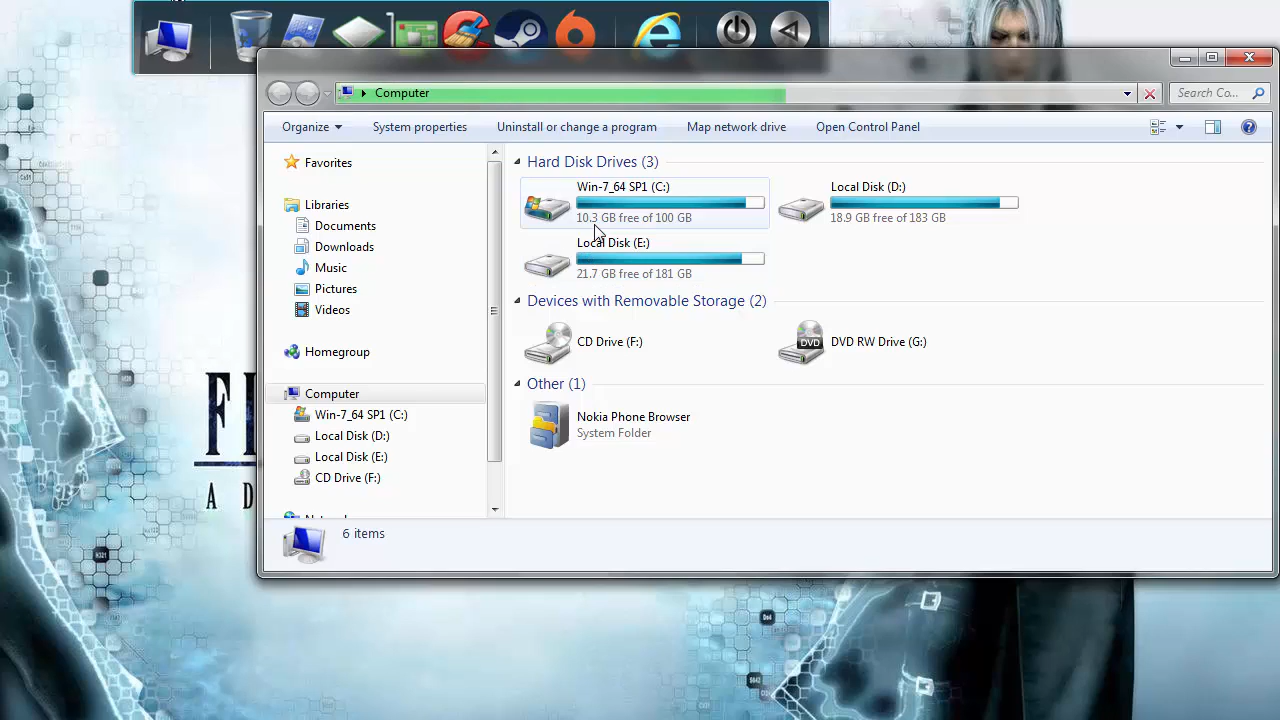 Computer
Search Co...
Organize
System properties
Uninstall or change a program
Map network drive
Open Control Panel
Favorites
Libraries
Documents
Downloads
Music
Pictures
Videos
Homegroup
Computer
Win-7_64 SP1 (C:)
Local Disk (D:)
Local Disk (E:)
CD Drive (F:)
Hard Disk Drives (3)
Win-7_64 SP1 (C:)
10.3 GB free of 100 GB
Local Disk (D:)
18.9 GB free of 183 GB
Local Disk (E:)
21.7 GB free of 181 GB
Devices with Removable Storage (2)
CD Drive (F:)
DVD
DVD RW Drive (G:)
Other (1)
Nokia Phone Browser
System Folder
6 items
FI
A D